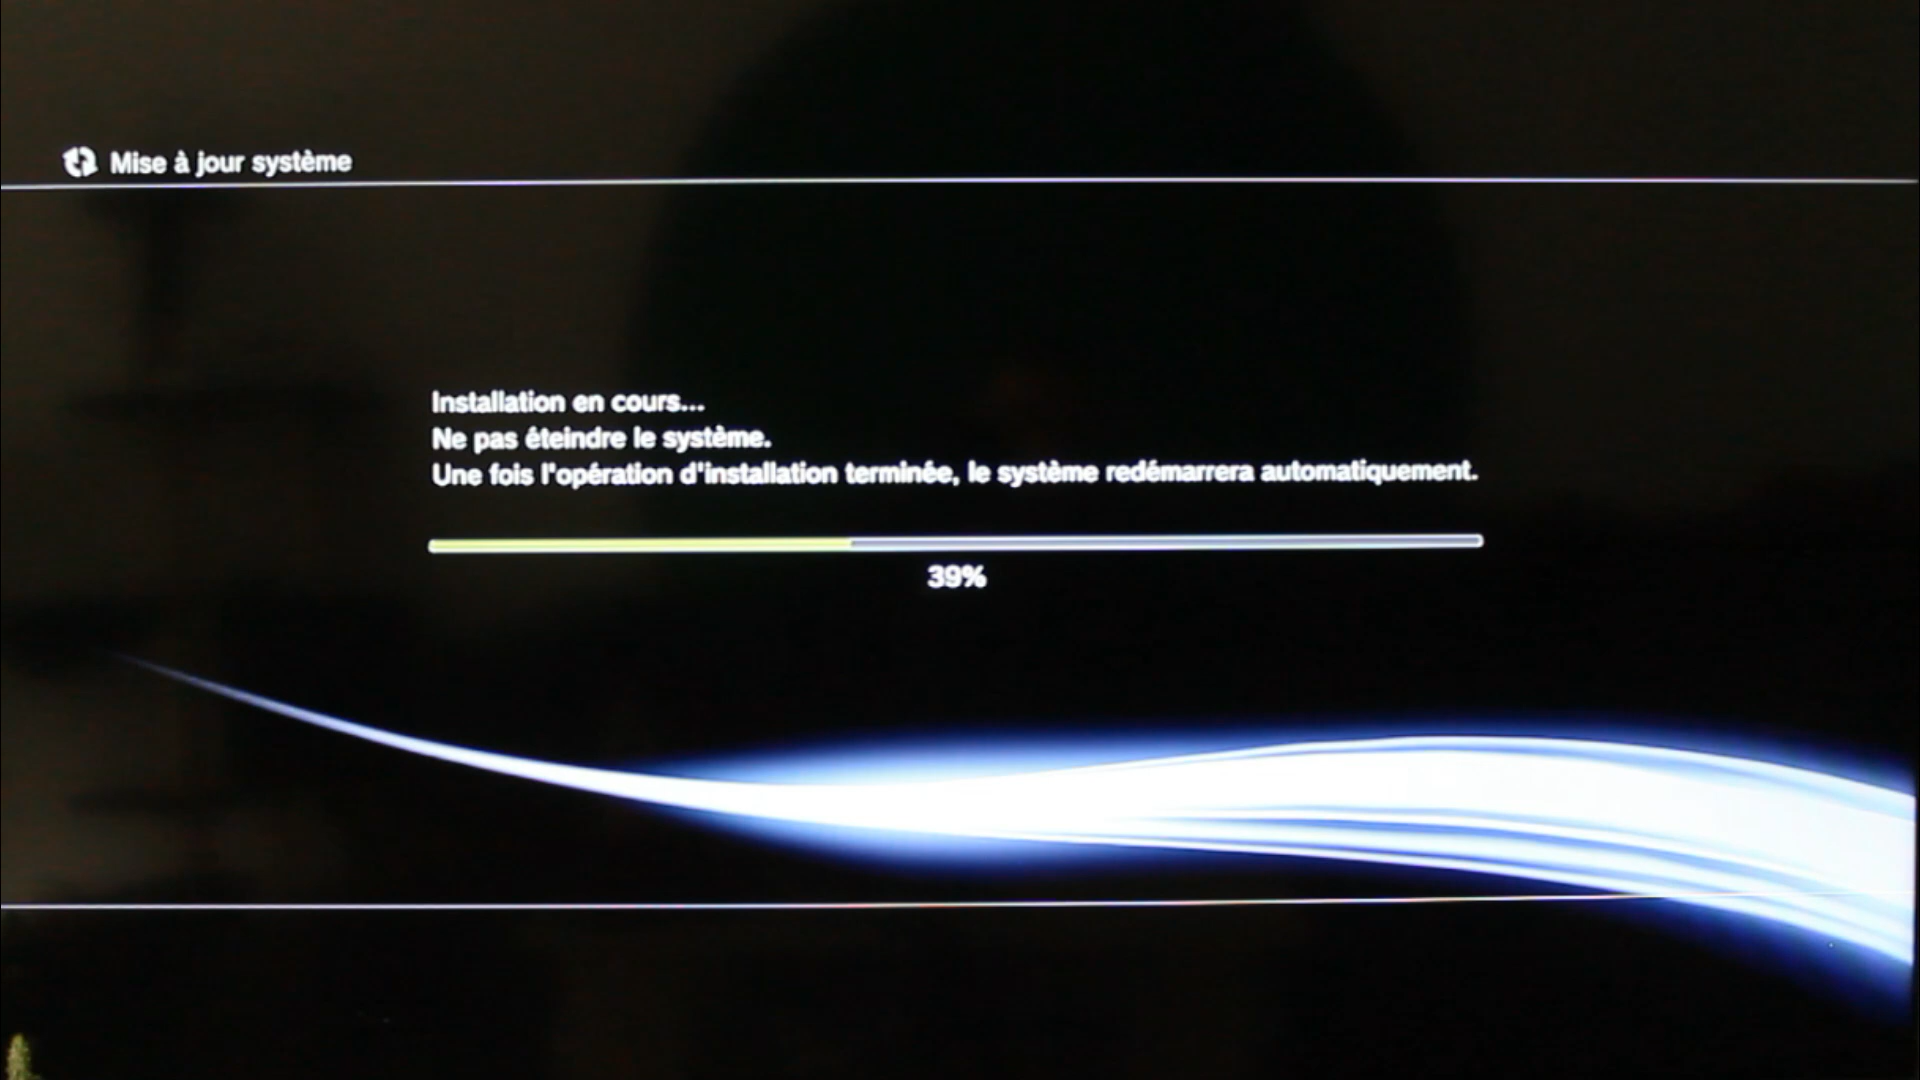 Mise à jour système
Installation en cours...
Ne pas éteindre le système.
Une fois l'opération d'installation terminée, le système redémarrera automatiquement.
39%